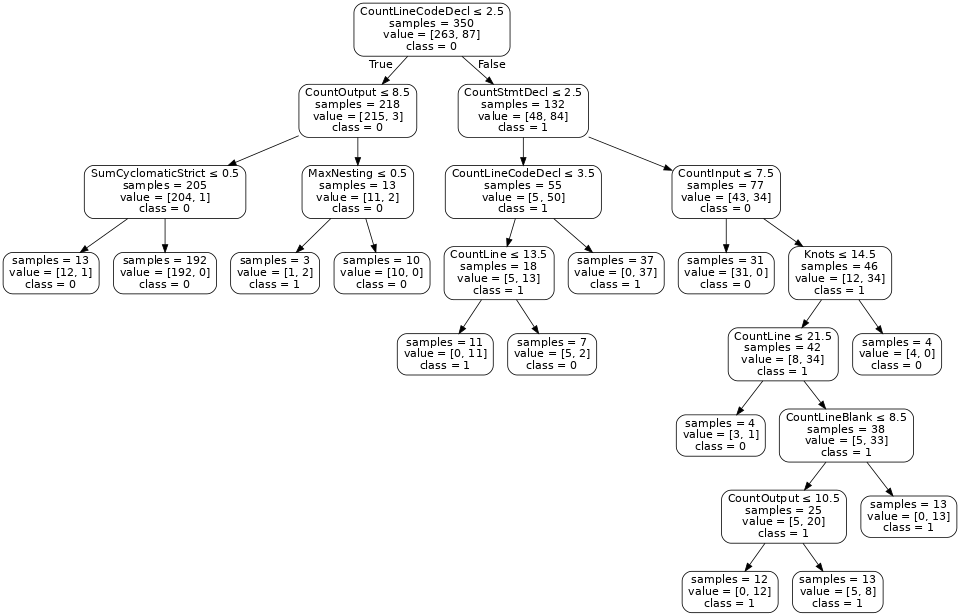 CountLineCodeDecl ≤ 2.5
samples = 350
value = [263, 87]
class = 0
True
False
CountOutput ≤ 8.5
samples = 218
value = [215, 3]
class = 0
CountStmtDecl ≤ 2.5
samples = 132
value = [48, 84]
class = 1
SumCyclomaticStrict ≤ 0.5
samples = 205
value = [204, 1]
class = 0
MaxNesting ≤ 0.5
samples = 13
value = [11, 2]
class = 0
CountLineCodeDecl ≤ 3.5
samples = 55
value = [5, 50]
class = 1
CountInput ≤ 7.5
samples = 77
value = [43, 34]
class = 0
samples = 13
value = [12, 1]
class = 0
samples = 192
value = [192, 0]
class = 0
samples = 3
value = [1, 2]
class = 1
samples = 10
value = [10, 0]
class = 0
CountLine ≤ 13.5
samples = 18
value = [5, 13]
class = 1
samples = 37
value = [0, 37]
class = 1
samples = 31
value = [31, 0]
class = 0
Knots ≤ 14.5
samples = 46
value = [12, 34]
class = 1
samples = 11
value = [0, 11]
class = 1
samples = 7
value = [5, 2]
class = 0
CountLine ≤ 21.5
samples = 42
value = [8, 34]
class = 1
samples = 4
value = [4, 0]
class = 0
samples = 4
value = [3, 1]
class = 0
CountLineBlank ≤ 8.5
samples = 38
value = [5, 33]
class = 1
CountOutput ≤ 10.5
samples = 25
value = [5, 20]
class = 1
samples = 13
value = [0, 13]
class = 1
samples = 12
value = [0, 12]
class = 1
samples = 13
value = [5, 8]
class = 1